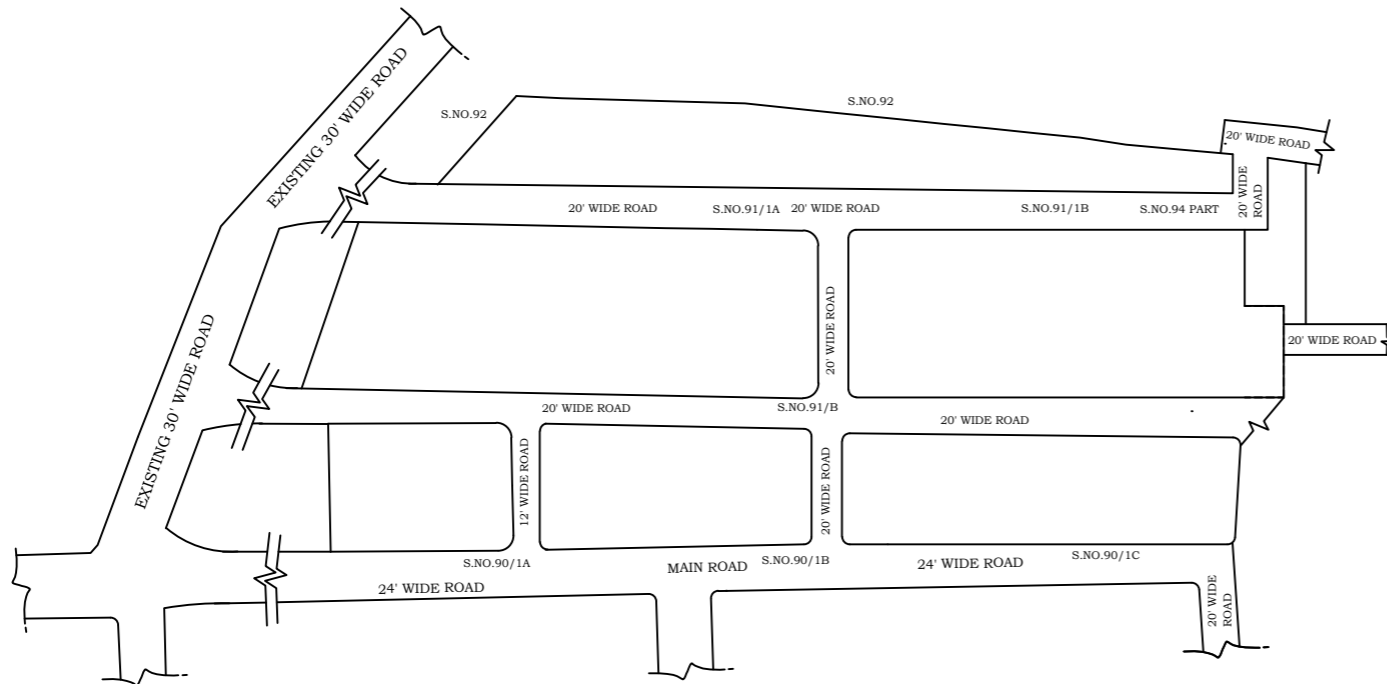 EXISTING 30' WIDE ROAD
S.NO.92
S.NO.92
20' WIDE ROAD
20' WIDE
ROAD
20' WIDE ROAD
S.NO.91/1A
20' WIDE ROAD
S.NO.91/1B
S.NO.94 PART
EXISTING 30' WIDE ROAD
20' WIDE ROAD
20' WIDE ROAD
20' WIDE ROAD
S.NO.91/B
20' WIDE ROAD
12' WIDE ROAD
20' WIDE ROAD
S.NO.90/1A
MAIN ROAD
S.NO.90/1B
24' WIDE ROAD
S.NO.90/1C
24' WIDE ROAD
20' WIDE
ROAD